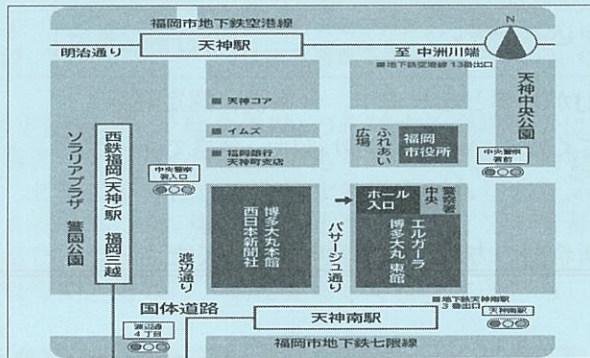 福岡市地下鉄空港線
明治通り
天神駅
至 中洲川端
N
■地下鉄空港線 13番出口
天神中央公園
■ 天神コア
■ イムズ
■ 福岡銀行
天神町支店
ふれあい
広場
福岡
市役所
中央警察
署前
ソラリアプラザ 警固公園
西鉄福岡(天神)駅 福岡三越
中央警察
署入口
渡辺通り
博多大丸本館
西日本新聞社
パサージュ通り
→
ホール
入口
中央
警察署
エルガーラ
博多大丸 東館
国体道路
渡辺通
4丁目
天神南駅
■地下鉄天神南駅
3番出口
天神南駅
福岡市地下鉄七隈線